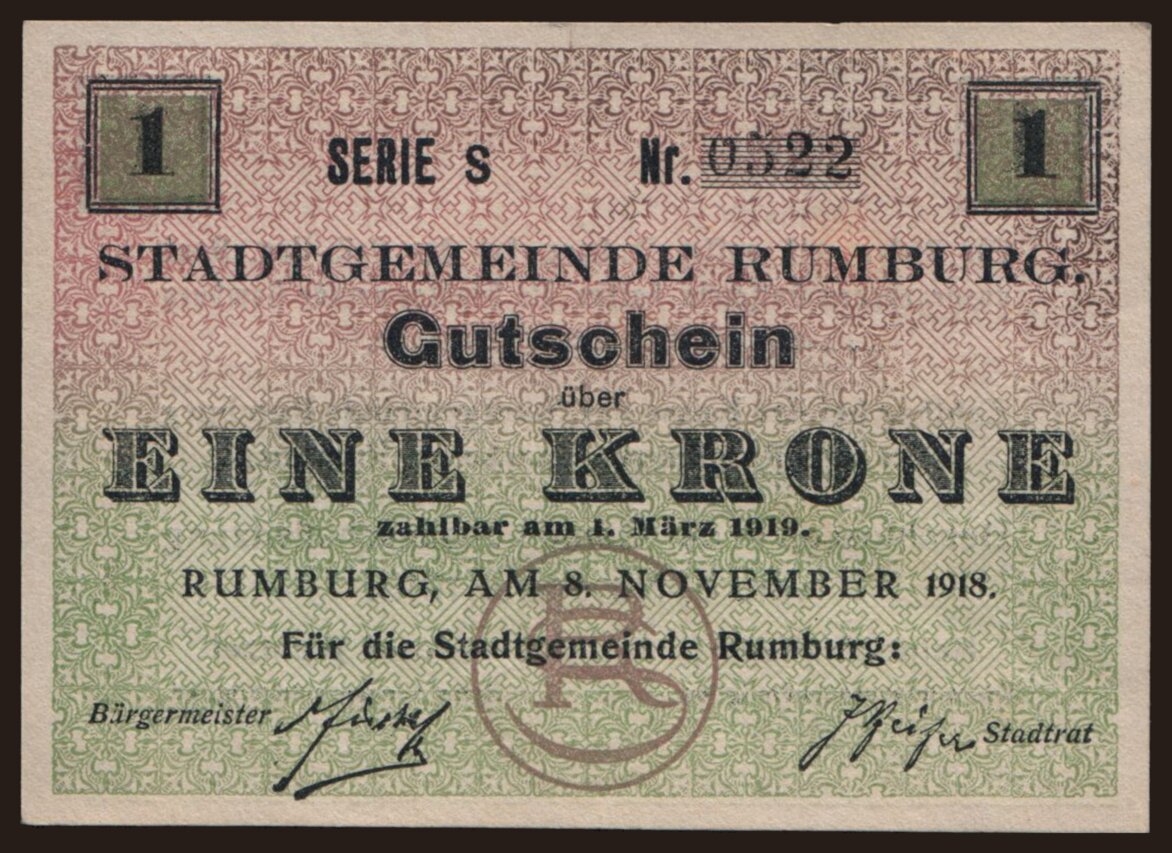 1 1
SERIE S Nr. 0522
STADTGEMEINDE RUMBURG.
Gutschein
über
EINE KRONE
zahlbar am 1. März 1919.
RUMBURG, AM 8. NOVEMBER 1918.
Für die Stadtgemeinde Rumburg:
Bürgermeister
Stadtrat